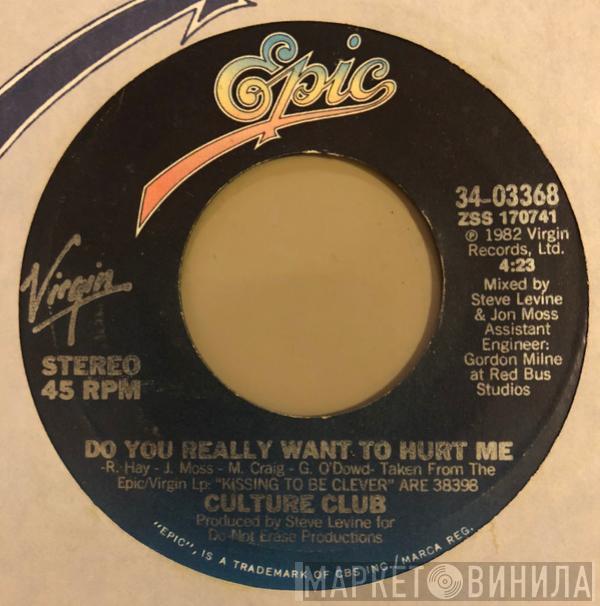 Epic
34-03368
ZSS 170741
℗ 1982 Virgin
Records, Ltd.
4:23
Mixed by
Steve Levine
& Jon Moss
Assistant
Engineer:
Gordon Milne
at Red Bus
Studios
Virgin
STEREO
45 RPM
DO YOU REALLY WANT TO HURT ME
-R. Hay - J. Moss - M. Craig - G. O'Dowd- Taken From The
Epic/Virgin Lp: "KISSING TO BE CLEVER" ARE 38398
CULTURE CLUB
Produced by Steve Levine for
Do-Not Erase Productions
"EPIC", IS A TRADEMARK OF CBS INC./MARCA REG.
МАРКЕТ ВИНИЛА